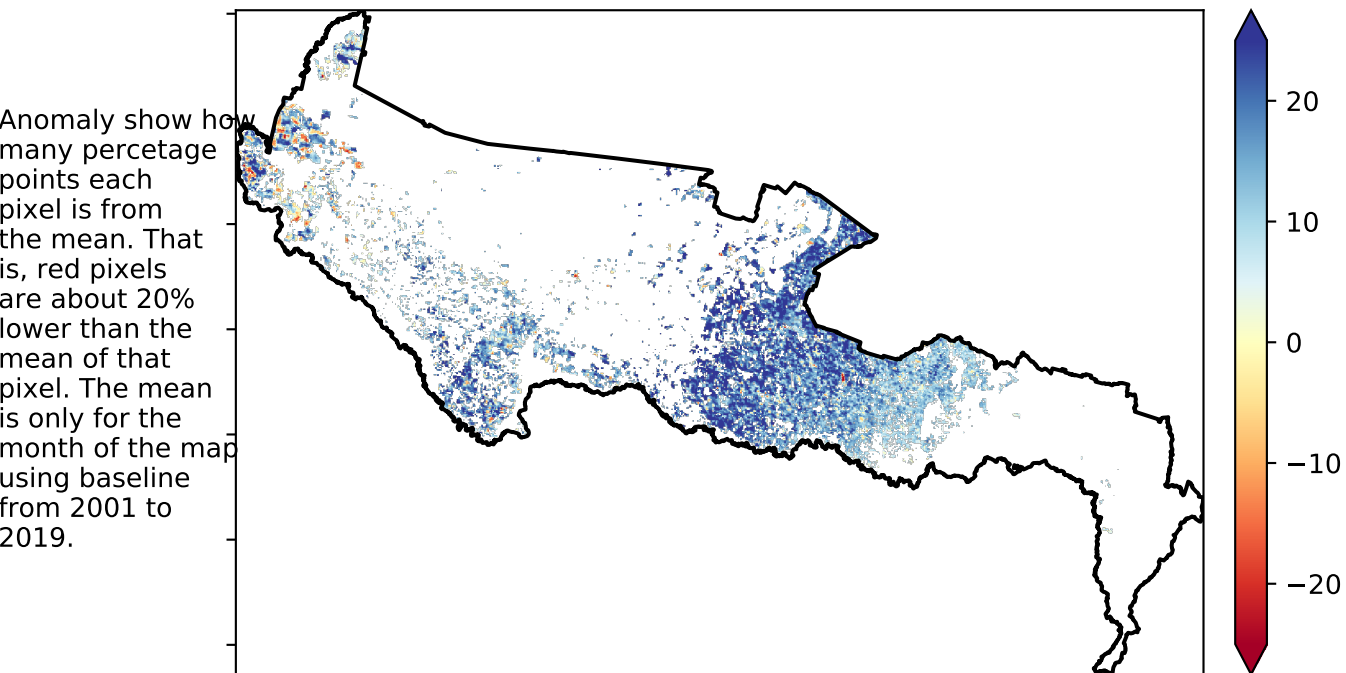 Anomaly show how
many percetage
points each
pixel is from
the mean. That
is, red pixels
are about 20%
lower than the
mean of that
pixel. The mean
is only for the
month of the map
using baseline
from 2001 to
2019.
20
10
0
−10
−20